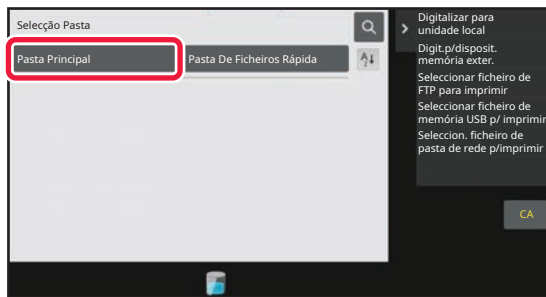 Selecção Pasta
Pasta Principal
Pasta De Ficheiros Rápida
Digitalizar para
unidade local
Digit.p/disposit.
memória exter.
Seleccionar ficheiro de
FTP para imprimir
Seleccionar ficheiro de
memória USB p/ imprimir
Seleccion. ficheiro de
pasta de rede p/imprimir
CA